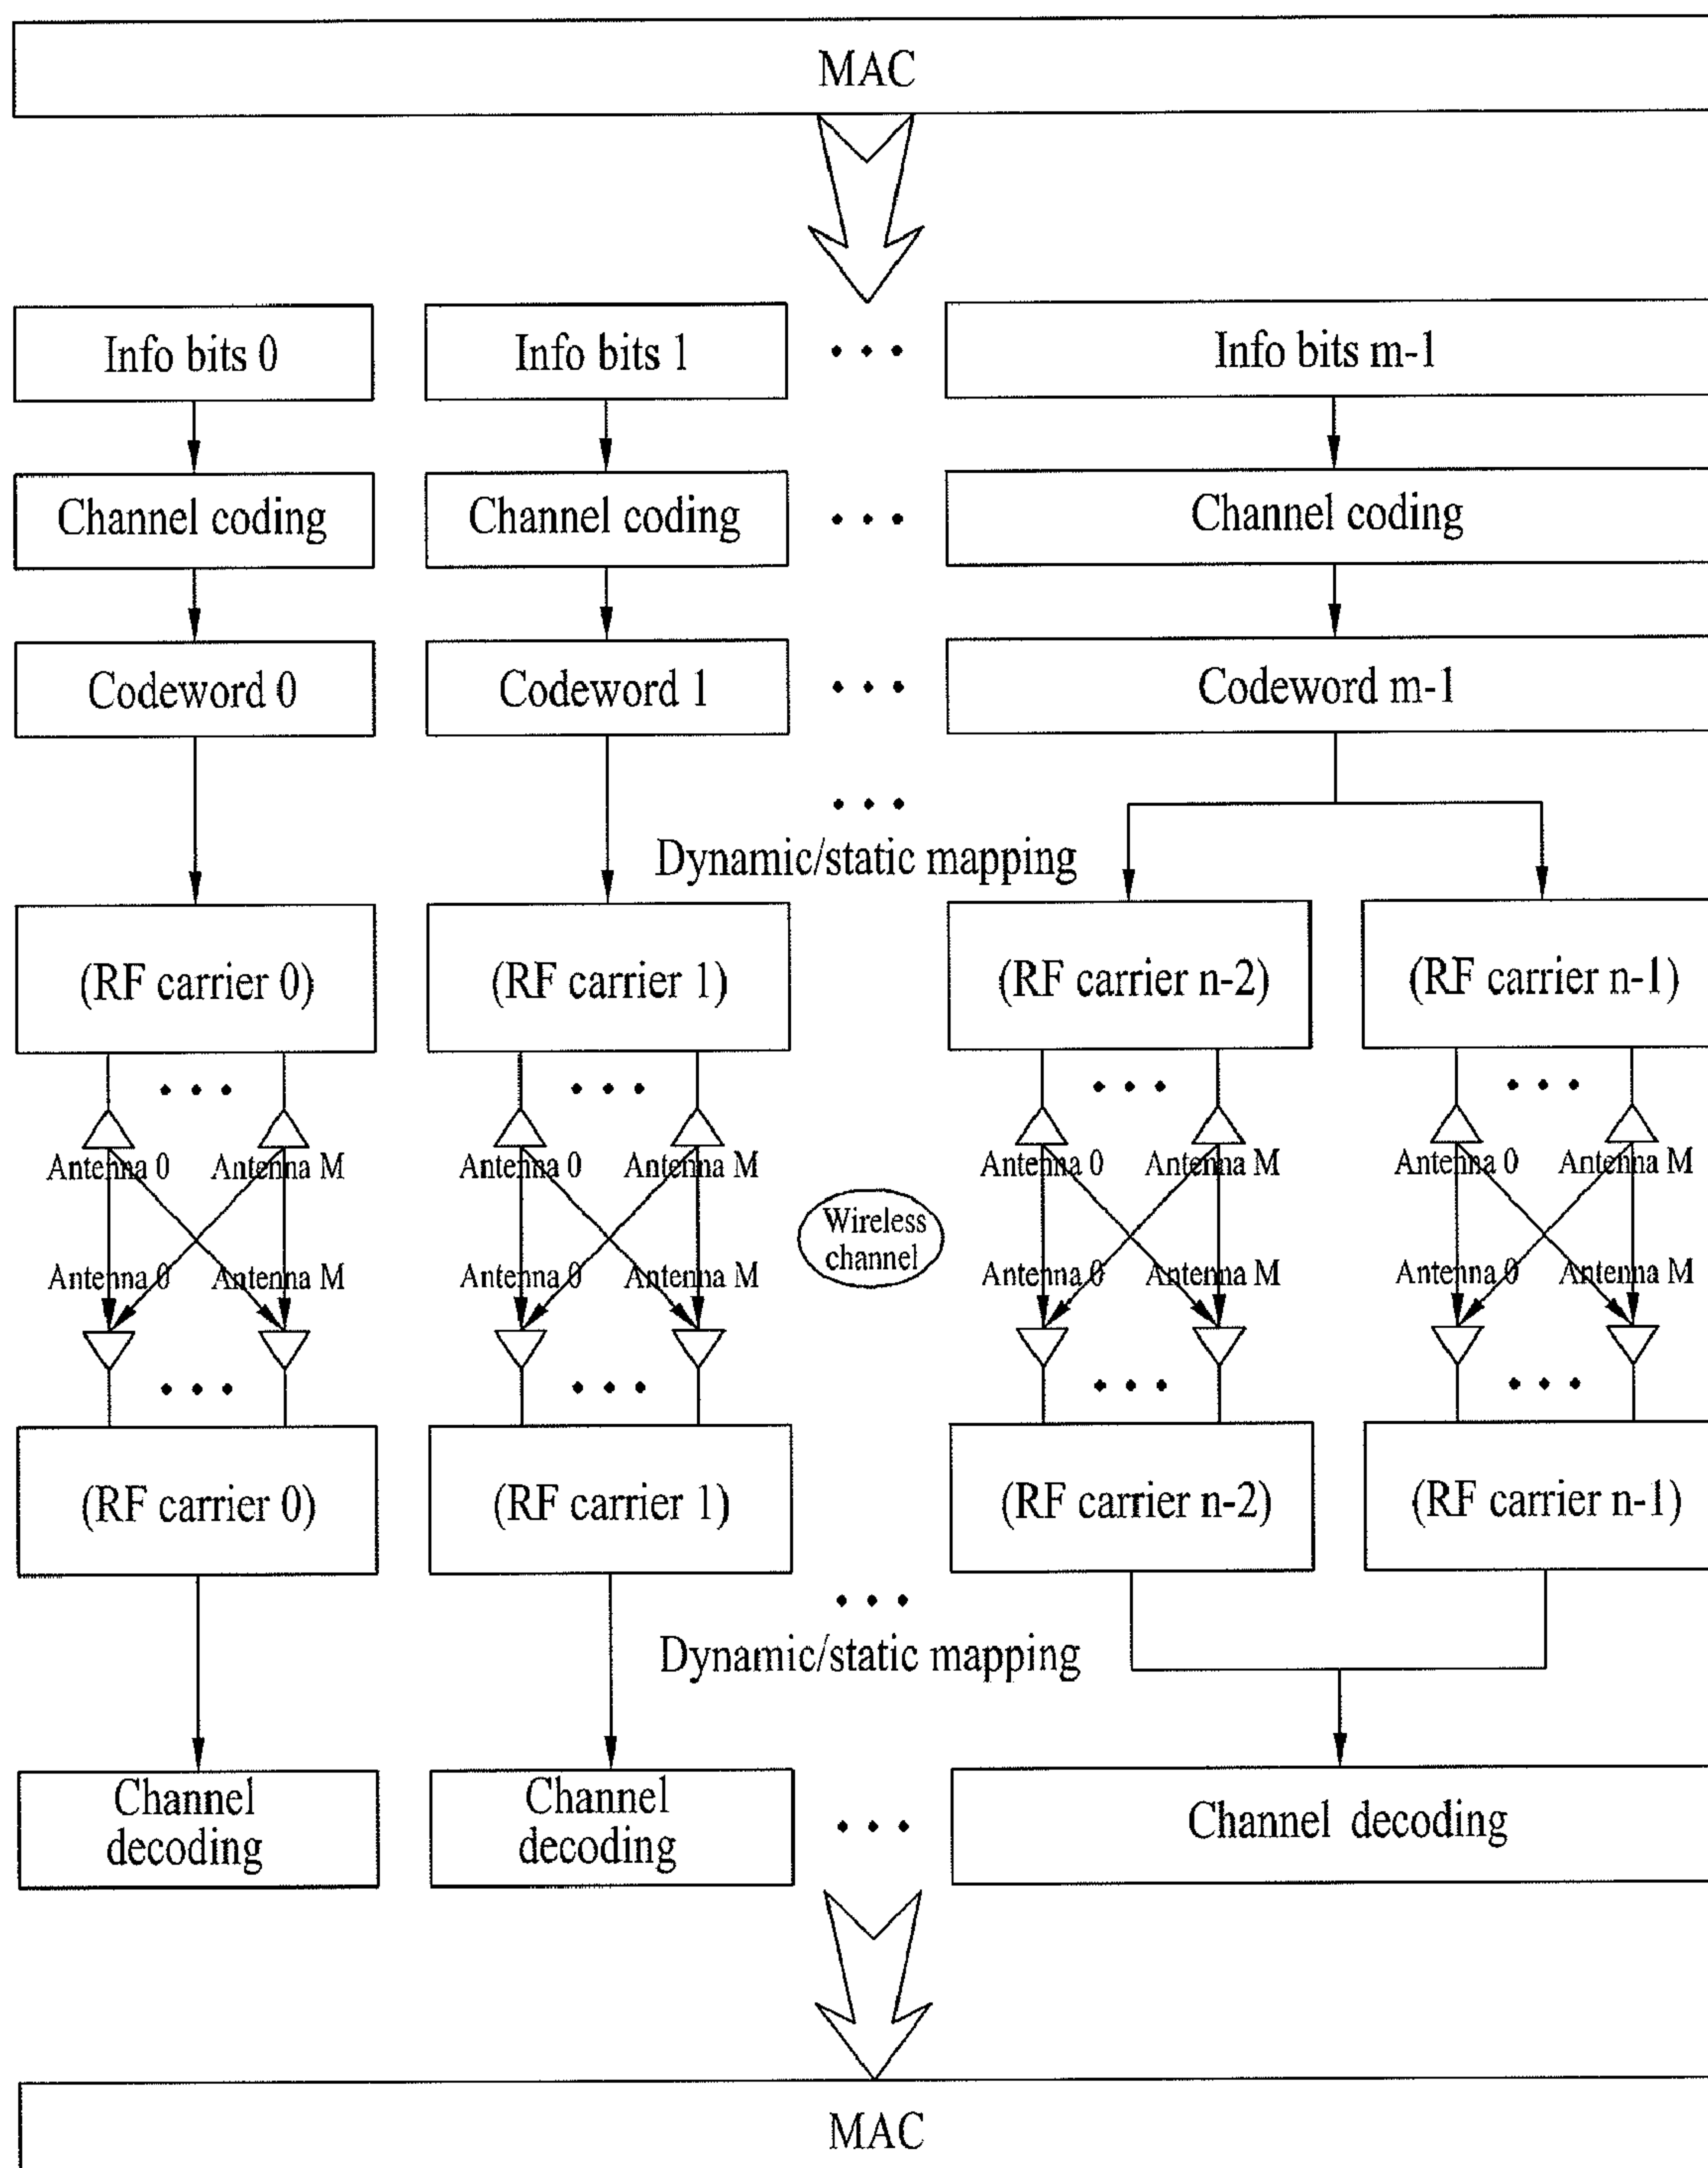 MAC
Info bits 0
Info bits 1
• • •
Info bits m-1
Channel coding
Channel coding
• • •
Channel coding
Codeword 0
Codeword 1
• • •
Codeword m-1
• • •
Dynamic/static mapping
(RF carrier 0)
(RF carrier 1)
(RF carrier n-2)
(RF carrier n-1)
• • •
• • •
• • •
• • •
Antenna 0
Antenna M
Antenna 0
Antenna M
Antenna 0
Antenna M
Antenna 0
Antenna M
Wireless
channel
Antenna 0
Antenna M
Antenna 0
Antenna M
Antenna 0
Antenna M
Antenna 0
Antenna M
• • •
• • •
• • •
• • •
(RF carrier 0)
(RF carrier 1)
(RF carrier n-2)
(RF carrier n-1)
• • •
Dynamic/static mapping
Channel
decoding
Channel
decoding
• • •
Channel decoding
MAC